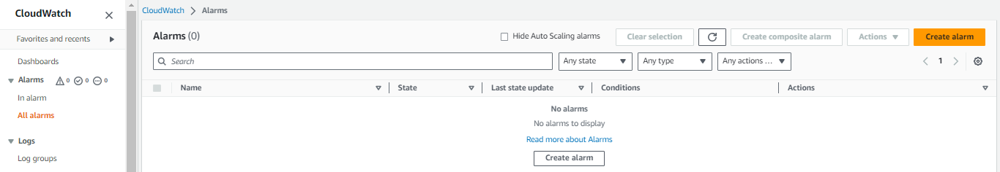 CloudWatch
Favorites and recents
Dashboards
Alarms 0 0 0
In alarm
All alarms
Logs
Log groups
CloudWatch Alarms
Alarms (0) Hide Auto Scaling alarms Clear selection Create composite alarm Actions Create alarm
Search Any state Any type Any actions ... 1
Name State Last state update Conditions Actions
No alarms
No alarms to display
Read more about Alarms
Create alarm